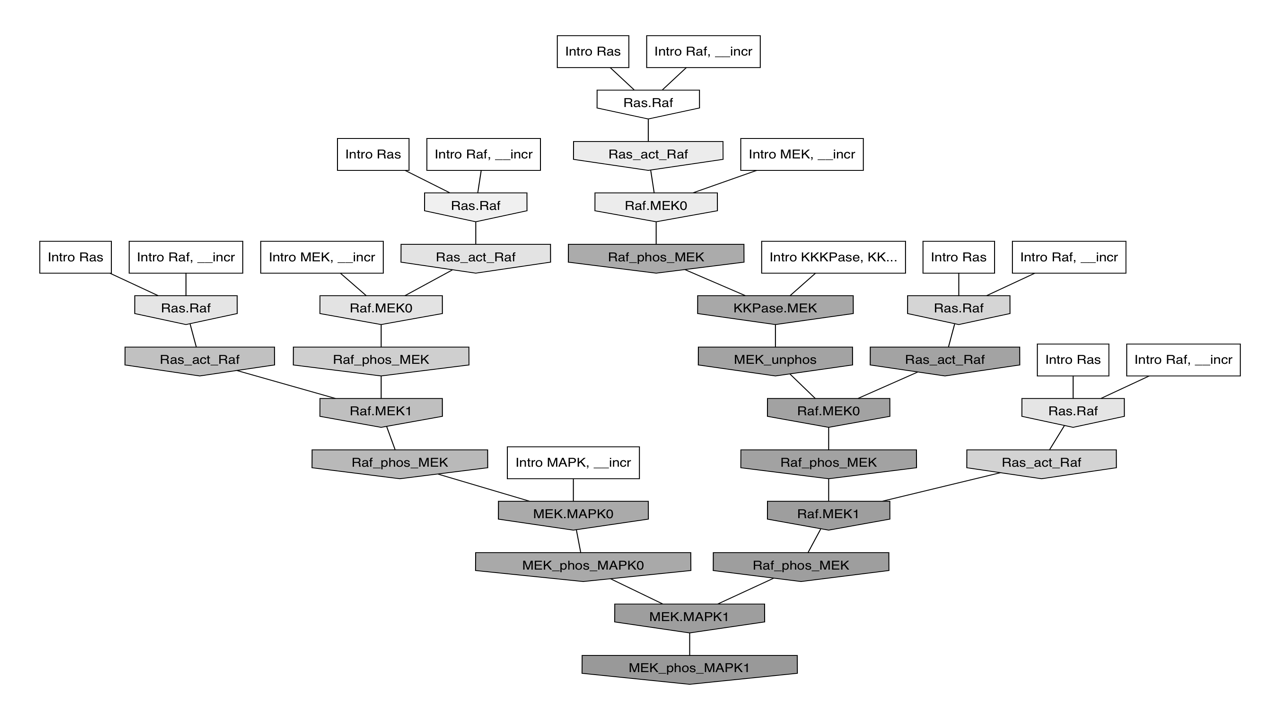 Intro Ras
Intro Raf, __incr
Ras.Raf
Intro Ras
Intro Raf, __incr
Ras_act_Raf
Intro MEK, __incr
Ras.Raf
Raf.MEK0
Intro Ras
Intro Raf, __incr
Intro MEK, __incr
Ras_act_Raf
Raf_phos_MEK
Intro KKKPase, KK...
Intro Ras
Intro Raf, __incr
Ras.Raf
Raf.MEK0
KKPase.MEK
Ras.Raf
Ras_act_Raf
Raf_phos_MEK
MEK_unphos
Ras_act_Raf
Intro Ras
Intro Raf, __incr
Raf.MEK1
Raf.MEK0
Ras.Raf
Raf_phos_MEK
Intro MAPK, __incr
Raf_phos_MEK
Ras_act_Raf
MEK.MAPK0
Raf.MEK1
MEK_phos_MAPK0
Raf_phos_MEK
MEK.MAPK1
MEK_phos_MAPK1